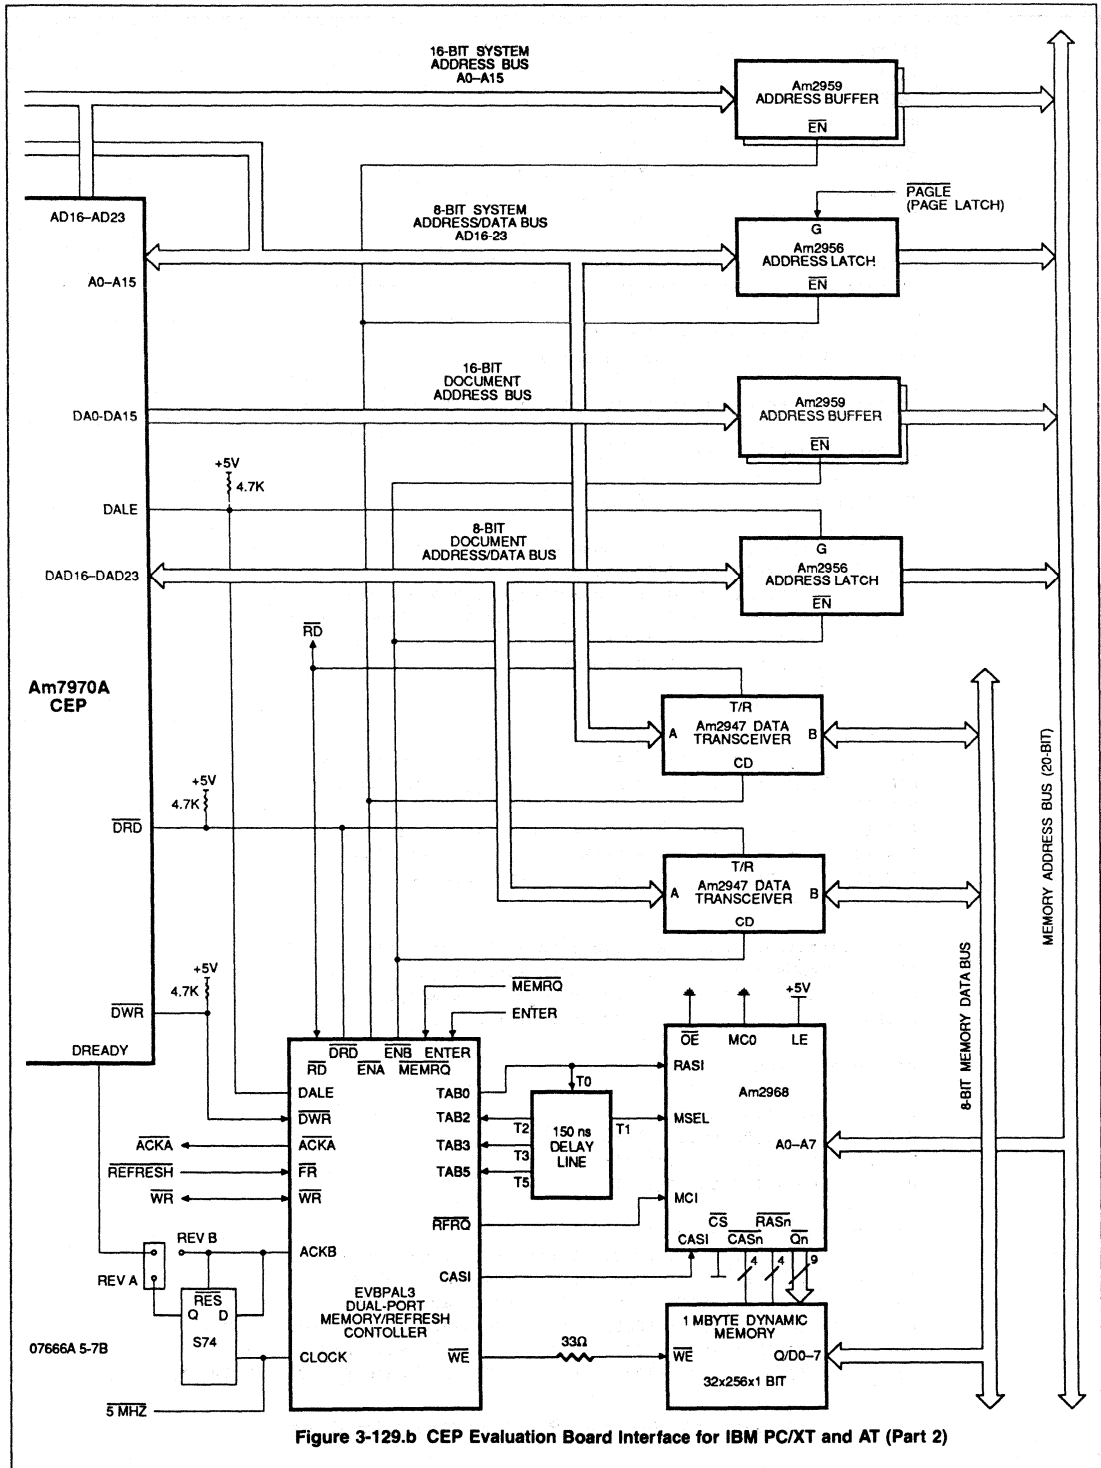 16-BIT SYSTEM
ADDRESS BUS
A0–A15
Am2959
ADDRESS BUFFER
EN
PAGLE
(PAGE LATCH)
AD16–AD23
8-BIT SYSTEM
ADDRESS/DATA BUS
AD16-23
G
Am2956
ADDRESS LATCH
EN
A0–A15
16-BIT
DOCUMENT
ADDRESS BUS
Am2959
ADDRESS BUFFER
EN
DA0-DA15
+5V
4.7K
DALE
8-BIT
DOCUMENT
ADDRESS/DATA BUS
G
Am2956
ADDRESS LATCH
EN
DAD16–DAD23
RD
Am7970A
CEP
T/R
A
Am2947 DATA
TRANSCEIVER
B
CD
MEMORY ADDRESS BUS (20-BIT)
+5V
4.7K
DRD
T/R
A
Am2947 DATA
TRANSCEIVER
B
CD
8-BIT MEMORY DATA BUS
+5V
4.7K
DWR
DREADY
MEMRQ
ENTER
+5V
DRD ENB ENTER
RD ENA MEMRQ
OE MC0 LE
DALE
TAB0
T0
RASI
Am2968
DWR
TAB2
T2
150 ns
DELAY
LINE
T1
MSEL
ACKA
ACKA
TAB3
T3
A0–A7
REFRESH
FR
TAB5
T5
WR
WR
RFRQ
MCI
CS RASn
CASI CASn Qn
4 4 9
REV B
REV A
ACKB
CASI
RES
Q D
S74
EVBPAL3
DUAL-PORT
MEMORY/REFRESH
CONTOLLER
1 MBYTE DYNAMIC
MEMORY
33Ω
WE
WE
Q/D0–7
32x256x1 BIT
07666A 5-7B
CLOCK
5 MHZ
Figure 3-129.b CEP Evaluation Board Interface for IBM PC/XT and AT (Part 2)